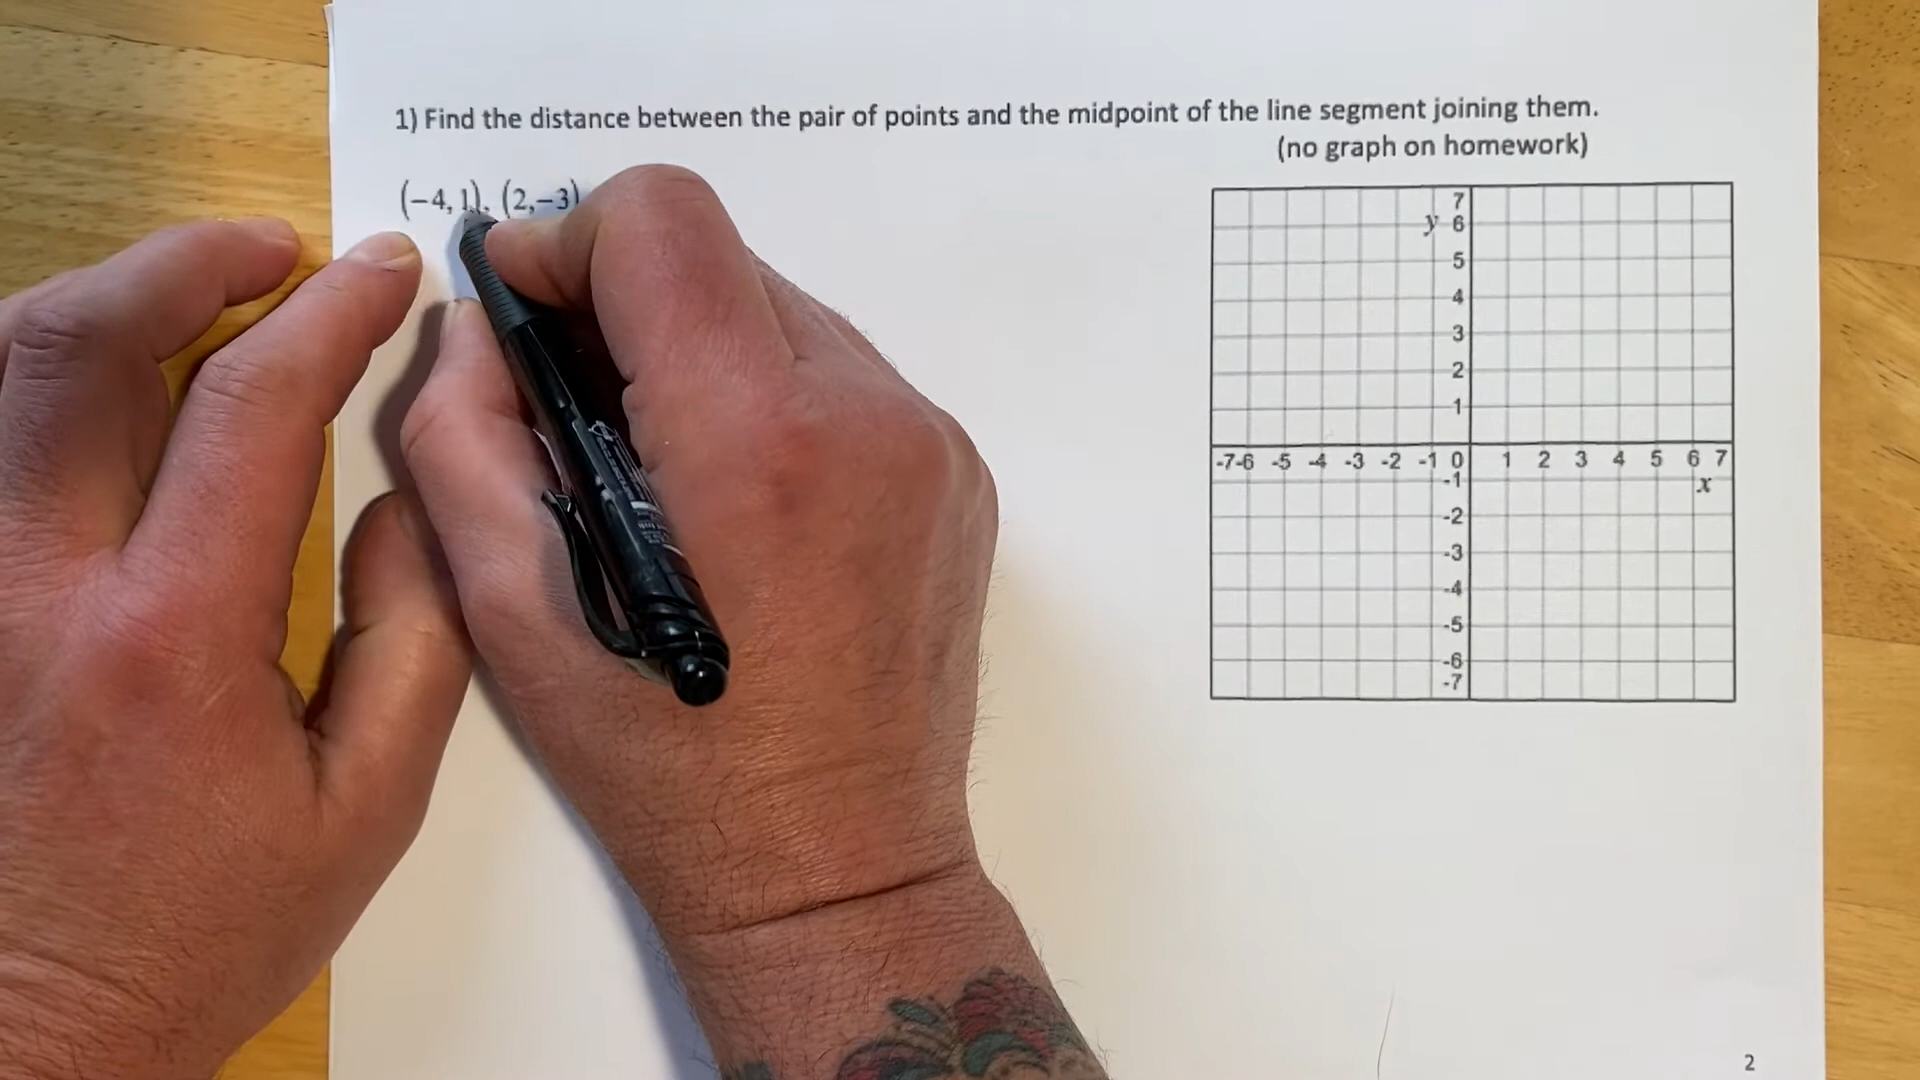 1) Find the distance between the pair of points and the midpoint of the line segment joining them.
(no graph on homework)
(−4, 1), (2,−3)
7
y 6
5
4
3
2
1
-7 -6 -5 -4 -3 -2 -1 0 1 2 3 4 5 6 7
-1 x
-2
-3
-4
-5
-6
-7
2